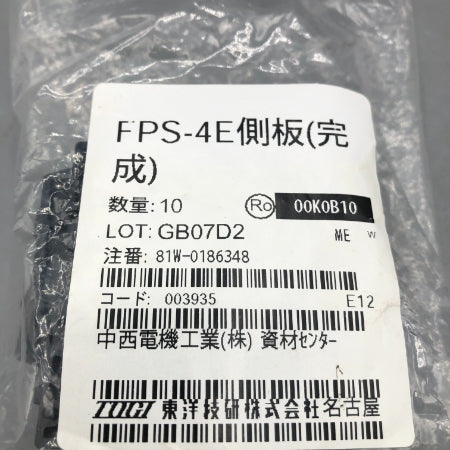 FPS-4E側板(完
成)
数量: 10 Ro 00K0B10
LOT: GB07D2 ME W
注番: 81W-0186348
コード: 003935 E12
中西電機工業(株) 資材センター
TOGI 東洋技研株式会社名古屋